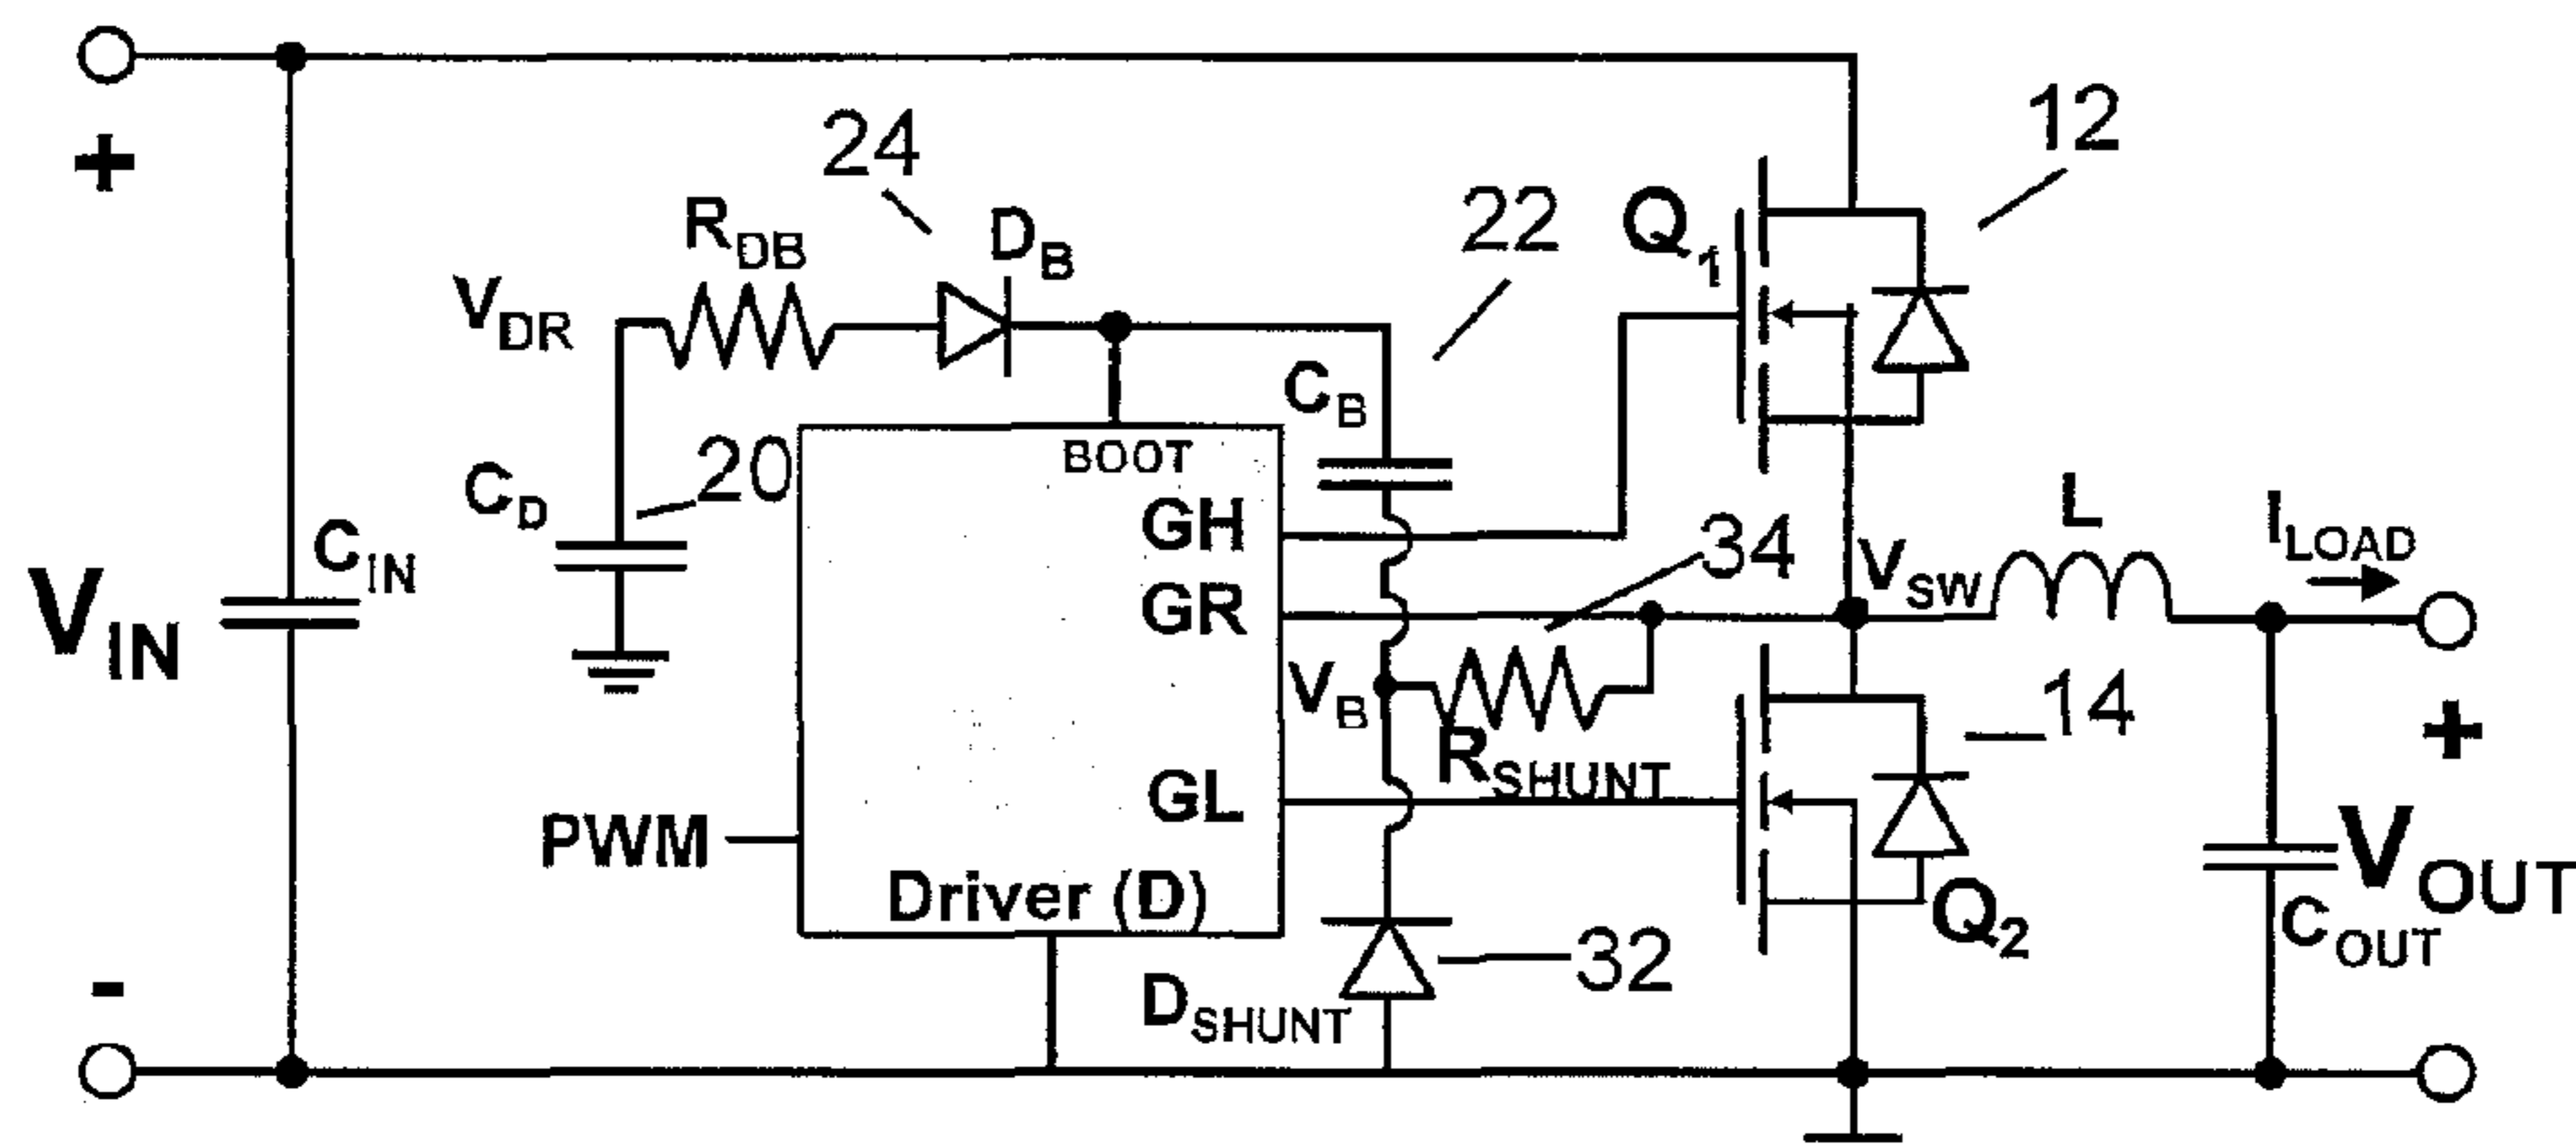 +
24
12
R_DB
D_B
22
Q_1
V_DR
C_B
BOOT
C_D
20
GH
34
L
I_LOAD
C_IN
V_IN
GR
V_SW
V_B
14
+
R_SHUNT
GL
PWM
V_OUT
Driver (D)
Q_2
C_OUT
32
-
D_SHUNT